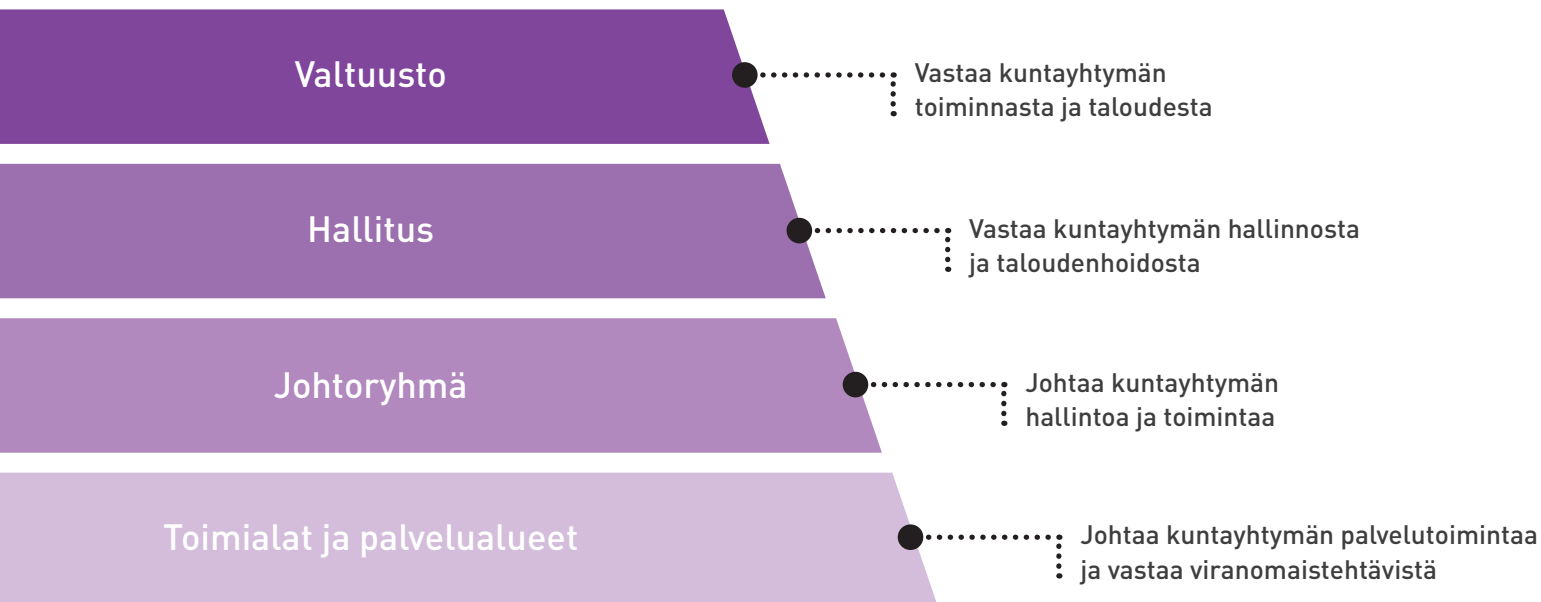 Valtuusto
Vastaa kuntayhtymän
toiminnasta ja taloudesta
Hallitus
Vastaa kuntayhtymän hallinnosta
ja taloudenhoidosta
Johtoryhmä
Johtaa kuntayhtymän
hallintoa ja toimintaa
Toimialat ja palvelualueet
Johtaa kuntayhtymän palvelutoimintaa
ja vastaa viranomaistehtävistä